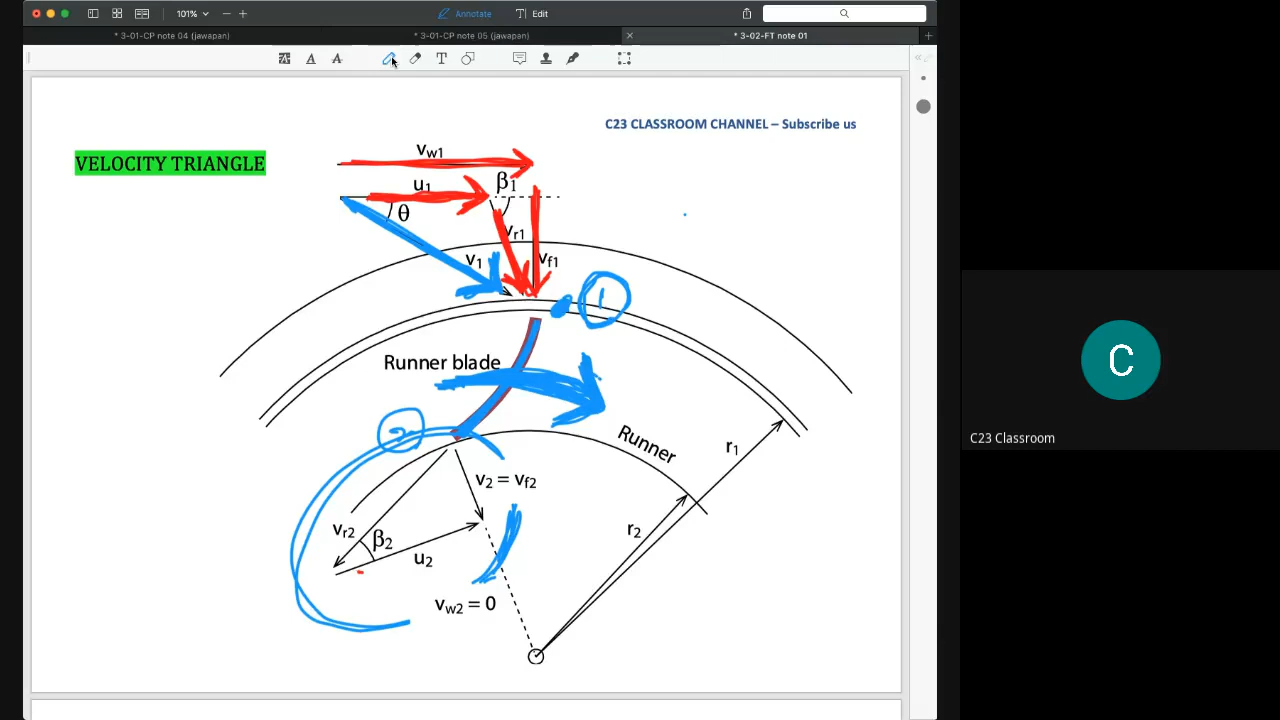 101%
Annotate
Edit
* 3-01-CP note 04 (jawapan)
* 3-01-CP note 05 (jawapan)
* 3-02-FT note 01
C23 CLASSROOM CHANNEL – Subscribe us
VELOCITY TRIANGLE
vw1
u1
β1
θ
vr1
v1
vf1
1
Runner blade
2
Runner
r1
v2 = vf2
r2
vr2
β2
u2
vw2 = 0
C
C23 Classroom